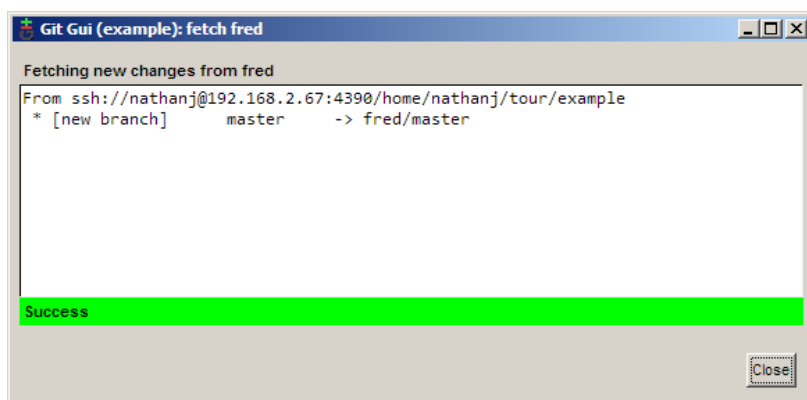 Git Gui (example): fetch fred
Fetching new changes from fred
From ssh://nathanj@192.168.2.67:4390/home/nathanj/tour/example
 * [new branch]      master     -> fred/master
Success
Close